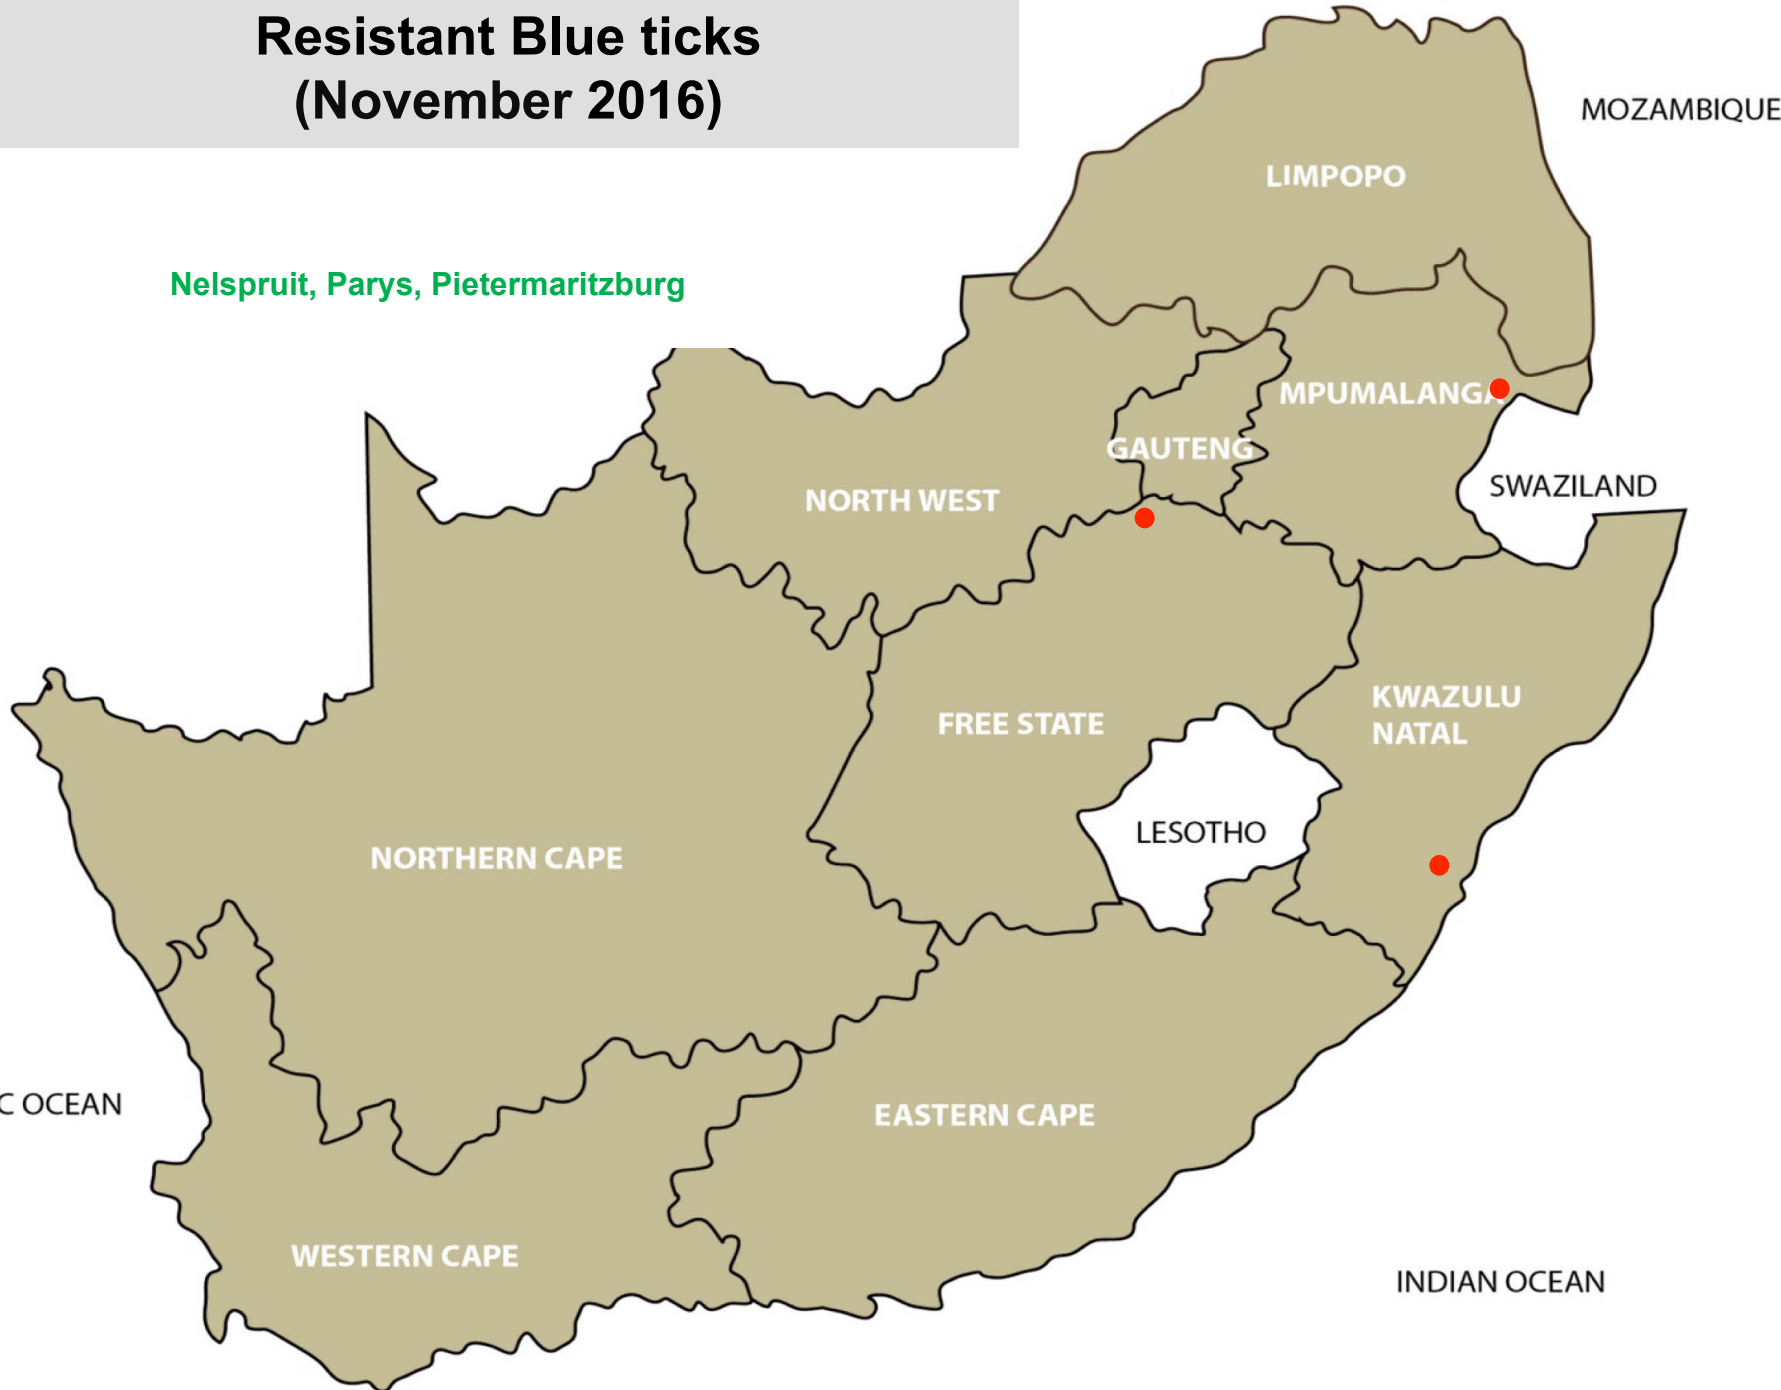 Resistant Blue ticks
(November 2016)
MOZAMBIQUE
LIMPOPO
Nelspruit, Parys, Pietermaritzburg
MPUMALANGA
GAUTENG
SWAZILAND
NORTH WEST
KWAZULU
NATAL
FREE STATE
LESOTHO
NORTHERN CAPE
C OCEAN
EASTERN CAPE
WESTERN CAPE
INDIAN OCEAN